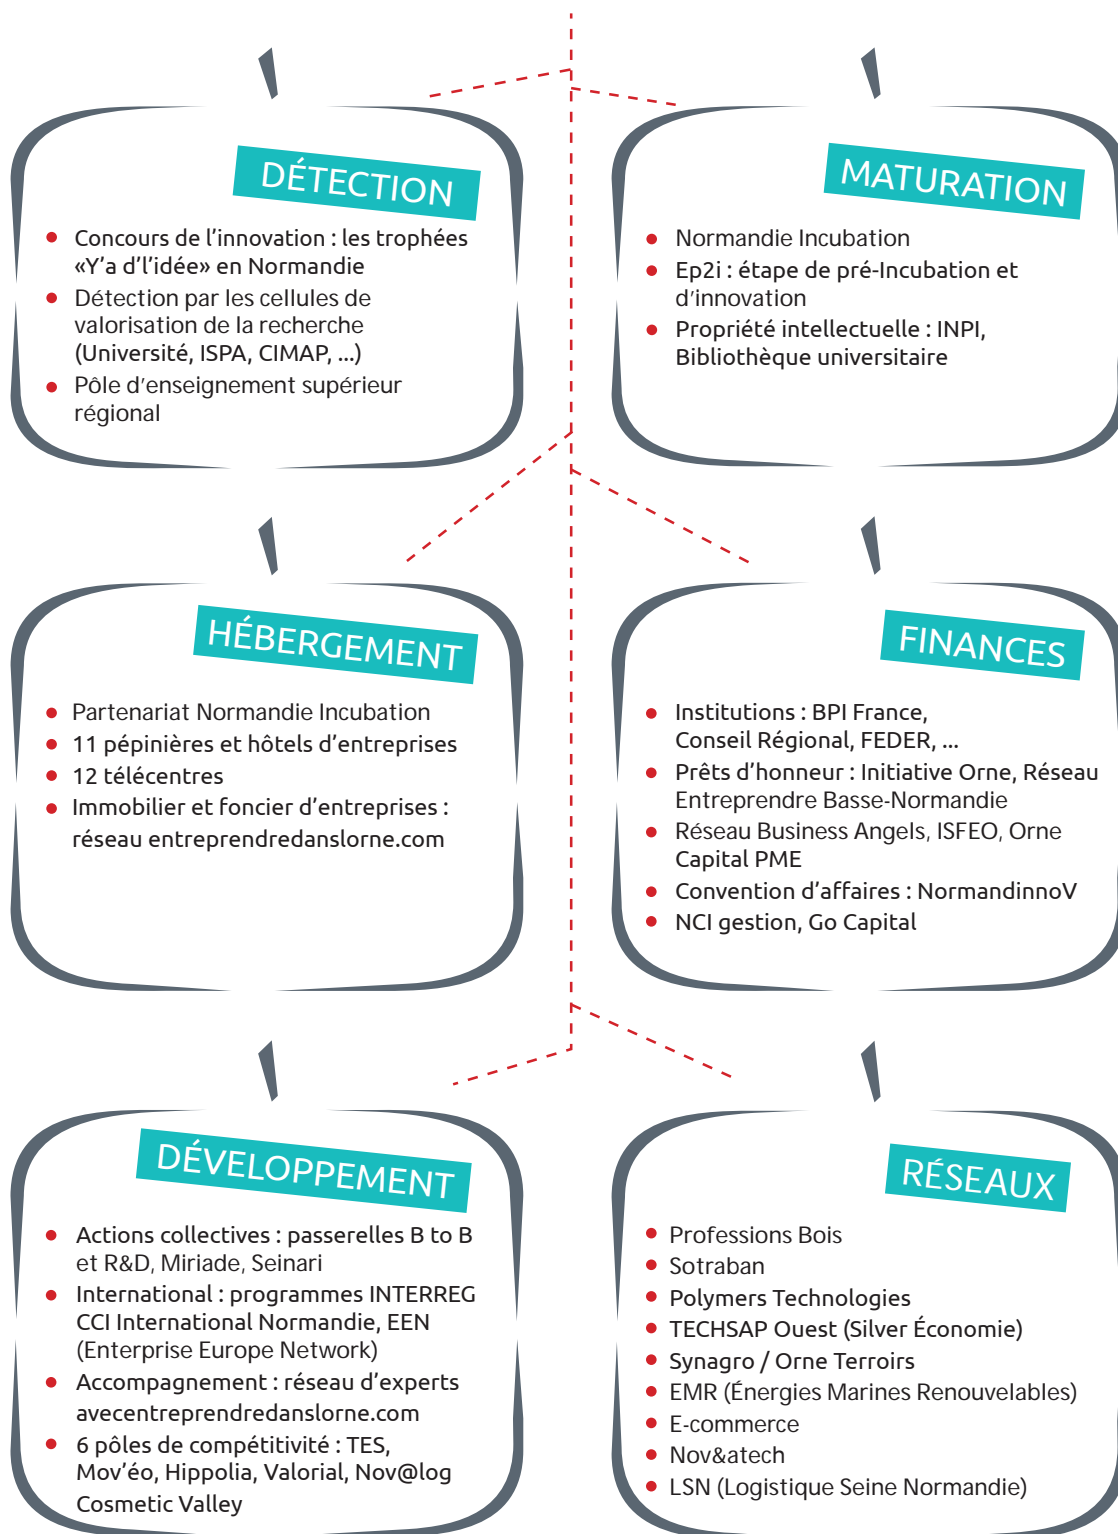 DÉTECTION
Concours de l'innovation : les trophées
«Y'a d'l'idée» en Normandie
Détection par les cellules de
valorisation de la recherche
(Université, ISPA, CIMAP, ...)
Pôle d'enseignement supérieur
régional
MATURATION
Normandie Incubation
Ep2i : étape de pré-Incubation et
d'innovation
Propriété intellectuelle : INPI,
Bibliothèque universitaire
HÉBERGEMENT
Partenariat Normandie Incubation
11 pépinières et hôtels d'entreprises
12 télécentres
Immobilier et foncier d'entreprises :
réseau entreprendredanslorne.com
FINANCES
Institutions : BPI France,
Conseil Régional, FEDER, ...
Prêts d'honneur : Initiative Orne, Réseau
Entreprendre Basse-Normandie
Réseau Business Angels, ISFEO, Orne
Capital PME
Convention d'affaires : NormandinnoV
NCI gestion, Go Capital
DÉVELOPPEMENT
Actions collectives : passerelles B to B
et R&D, Miriade, Seinari
International : programmes INTERREG
CCI International Normandie, EEN
(Enterprise Europe Network)
Accompagnement : réseau d'experts
avecentreprendredanslorne.com
6 pôles de compétitivité : TES,
Mov'éo, Hippolia, Valorial, Nov@log
Cosmetic Valley
RÉSEAUX
Professions Bois
Sotraban
Polymers Technologies
TECHSAP Ouest (Silver Économie)
Synagro / Orne Terroirs
EMR (Énergies Marines Renouvelables)
E-commerce
Nov&atech
LSN (Logistique Seine Normandie)